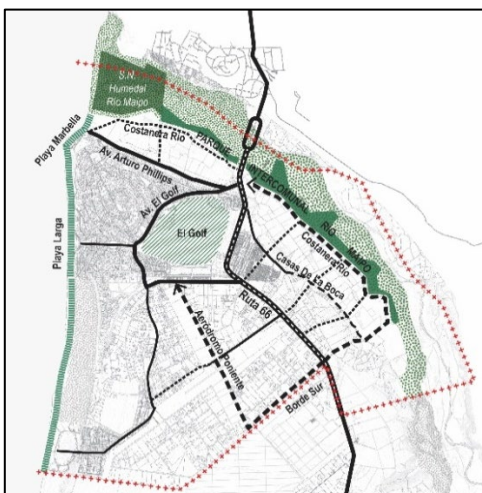 S.N.
Humedal
Río Maipo
Playa Marbella
Costanera Río
PARQUE INTERCOMUNAL RÍO MAIPO
Av. Arturo Phillips
Av. El Golf
El Golf
Playa Larga
Costanera Río
Casas De La Boca
Ruta 66
Aeródromo Poniente
Borde Sur